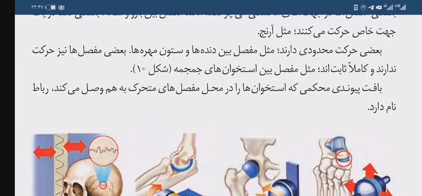 ۲۲:۴۷
جهت خاص حرکت می‌کنند؛ مثل آرنج.
بعضی حرکت محدودی دارند؛ مثل مفصل بین دنده‌ها و ستون مهره‌ها. بعضی مفصل‌ها نیز حرکت
ندارند و کاملاً ثابت‌اند؛ مثل مفصل بین استخوان‌های جمجمه (شکل ۱۰).
بافت پیوندی محکمی که استخوان‌ها را در محل مفصل‌های متحرک به هم وصل می‌کند، رباط
نام دارد.